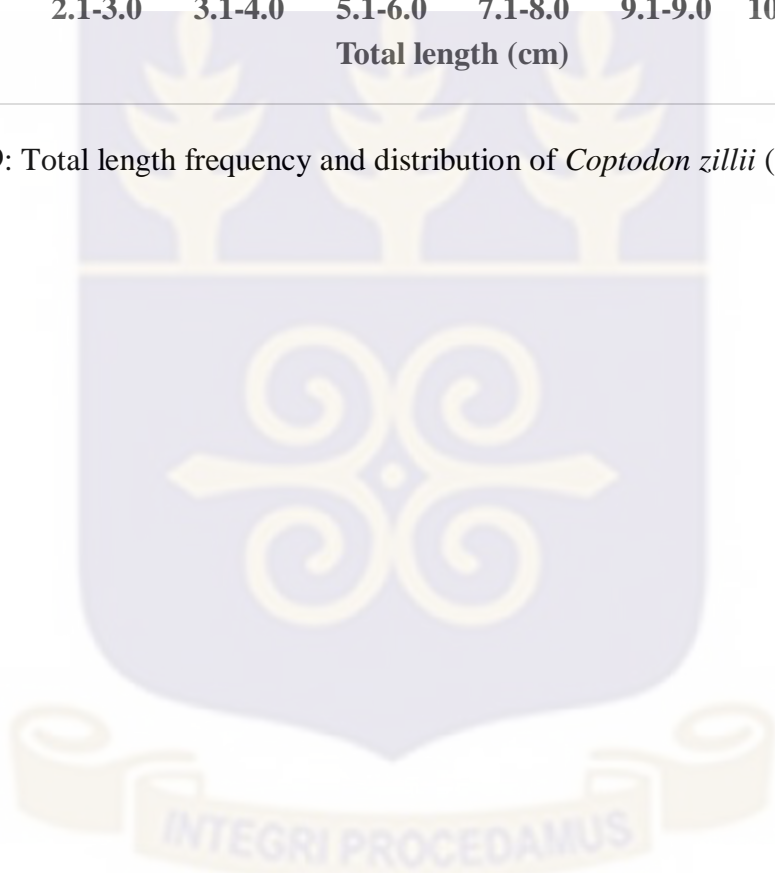 2.1-3.0 3.1-4.0 5.1-6.0 7.1-8.0 9.1-9.0 10
Total length (cm)
: Total length frequency and distribution of Coptodon zillii (
INTEGRI PROCEDAMUS